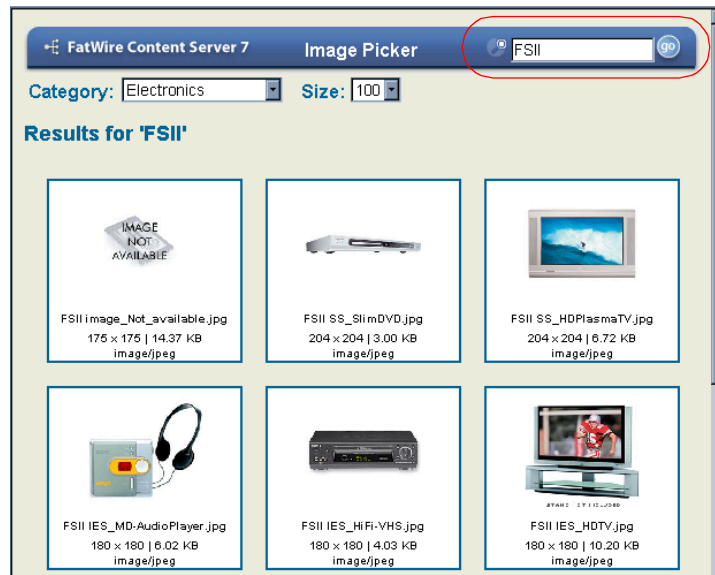 FatWire Content Server 7 Image Picker FSII go
Category: Electronics Size: 100
Results for 'FSII'
IMAGE
NOT
AVAILABLE
FSII image_Not_available.jpg
175 x 175 | 14.37 KB
image/jpeg
FSII SS_SlimDVD.jpg
204 x 204 | 3.00 KB
image/jpeg
FSII SS_HDPlasmaTV.jpg
204 x 204 | 6.72 KB
image/jpeg
FSII IES_MD-AudioPlayer.jpg
180 x 180 | 6.02 KB
image/jpeg
FSII IES_HiFi-VHS.jpg
180 x 180 | 4.03 KB
image/jpeg
STAND NOT INCLUDED
FSII IES_HDTV.jpg
180 x 180 | 10.20 KB
image/jpeg